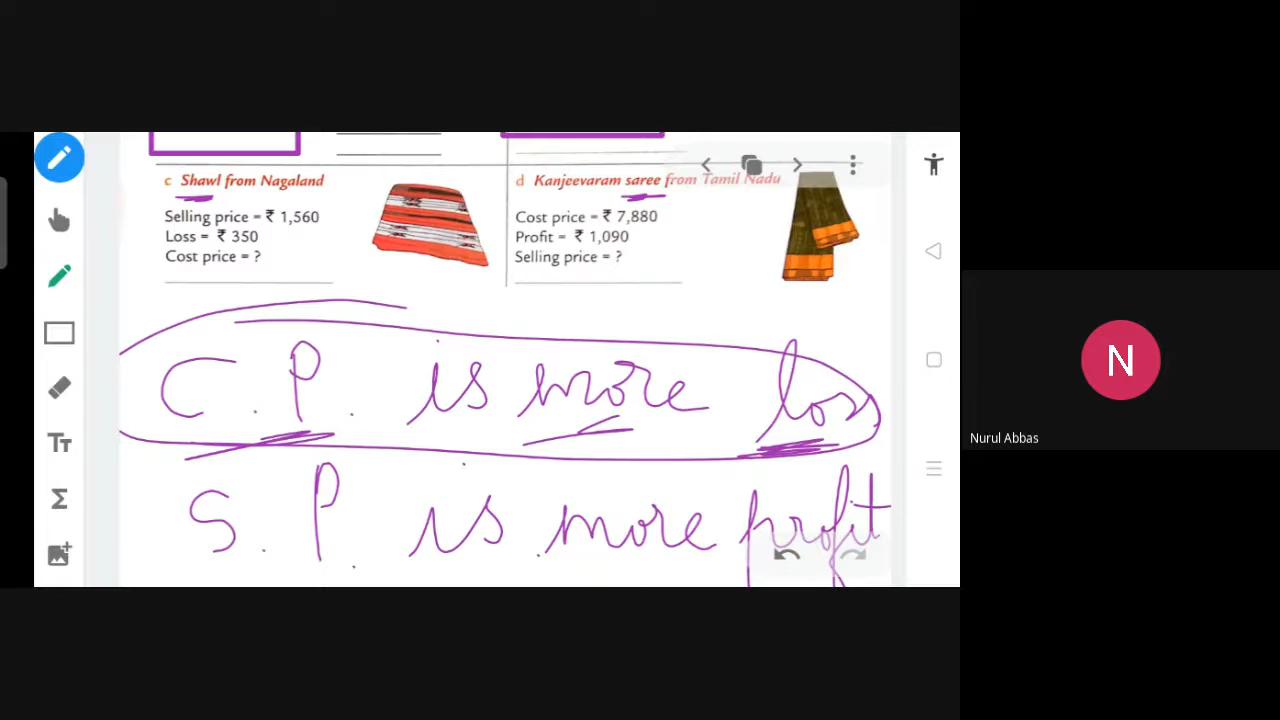 c Shawl from Nagaland
Selling price = ₹ 1,560
Loss = ₹ 350
Cost price = ?
d Kanjeevaram saree from Tamil Nadu
Cost price = ₹ 7,880
Profit = ₹ 1,090
Selling price = ?
C.P. is more loss
S.P. is more profit
Tт
Σ
N
Nurul Abbas